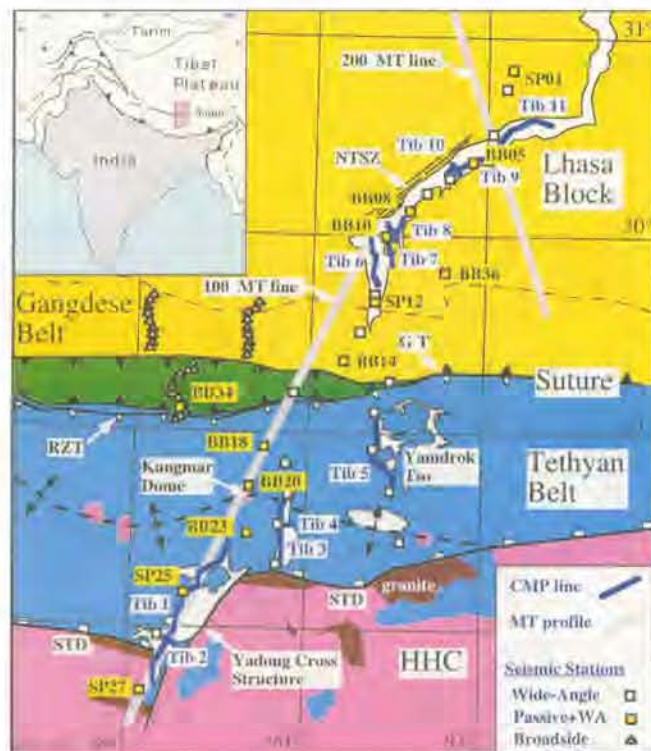 Tarim
Tibet
Plateau
India
31°
200 MT line
SP01
Tib 11
Tib 10
BB05
NTSZ
Tib 9
Lhasa
Block
BB08
BB10
30°
Tib 8
Tib 6
Tib 7
BB36
100 MT line
SP12
Gangdese
Belt
BB14
G T
Suture
BB34
RZT
BB18
Yamdrok
Tso
Tethyan
Belt
Kangmar
Dome
BB20
Tib 5
BB23
Tib 4
Tib 3
SP25
Tib 1
STD
granite
CMP line
MT profile
STD
Tib 2
Yadong Cross
Structure
HHC
Seismic Stations
SP27
Wide-Angle
Passive+WA
Broadside